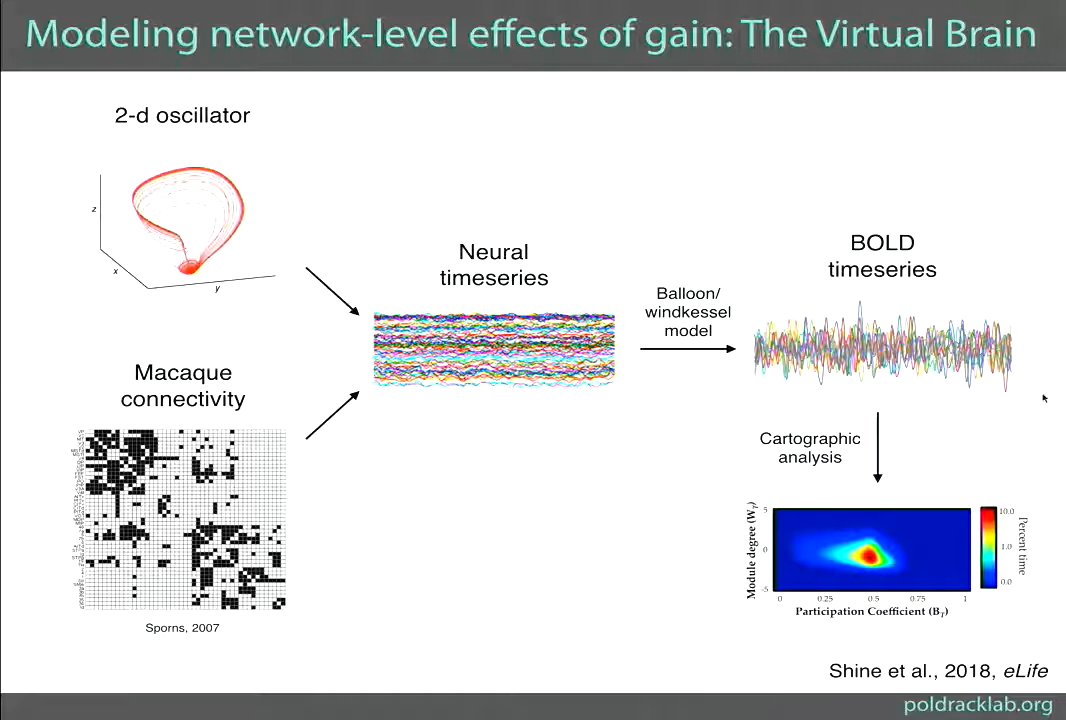 Modeling network-level effects of gain: The Virtual Brain
2-d oscillator
z
x
y
Macaque
connectivity
Sporns, 2007
Neural
timeseries
Balloon/
windkessel
model
BOLD
timeseries
Cartographic
analysis
Module degree (W_T)
5
0
-5
0
0.25
0.5
0.75
1
Participation Coefficient (B_T)
10.0
1.0
0.0
Percent time
Shine et al., 2018, eLife
poldracklab.org